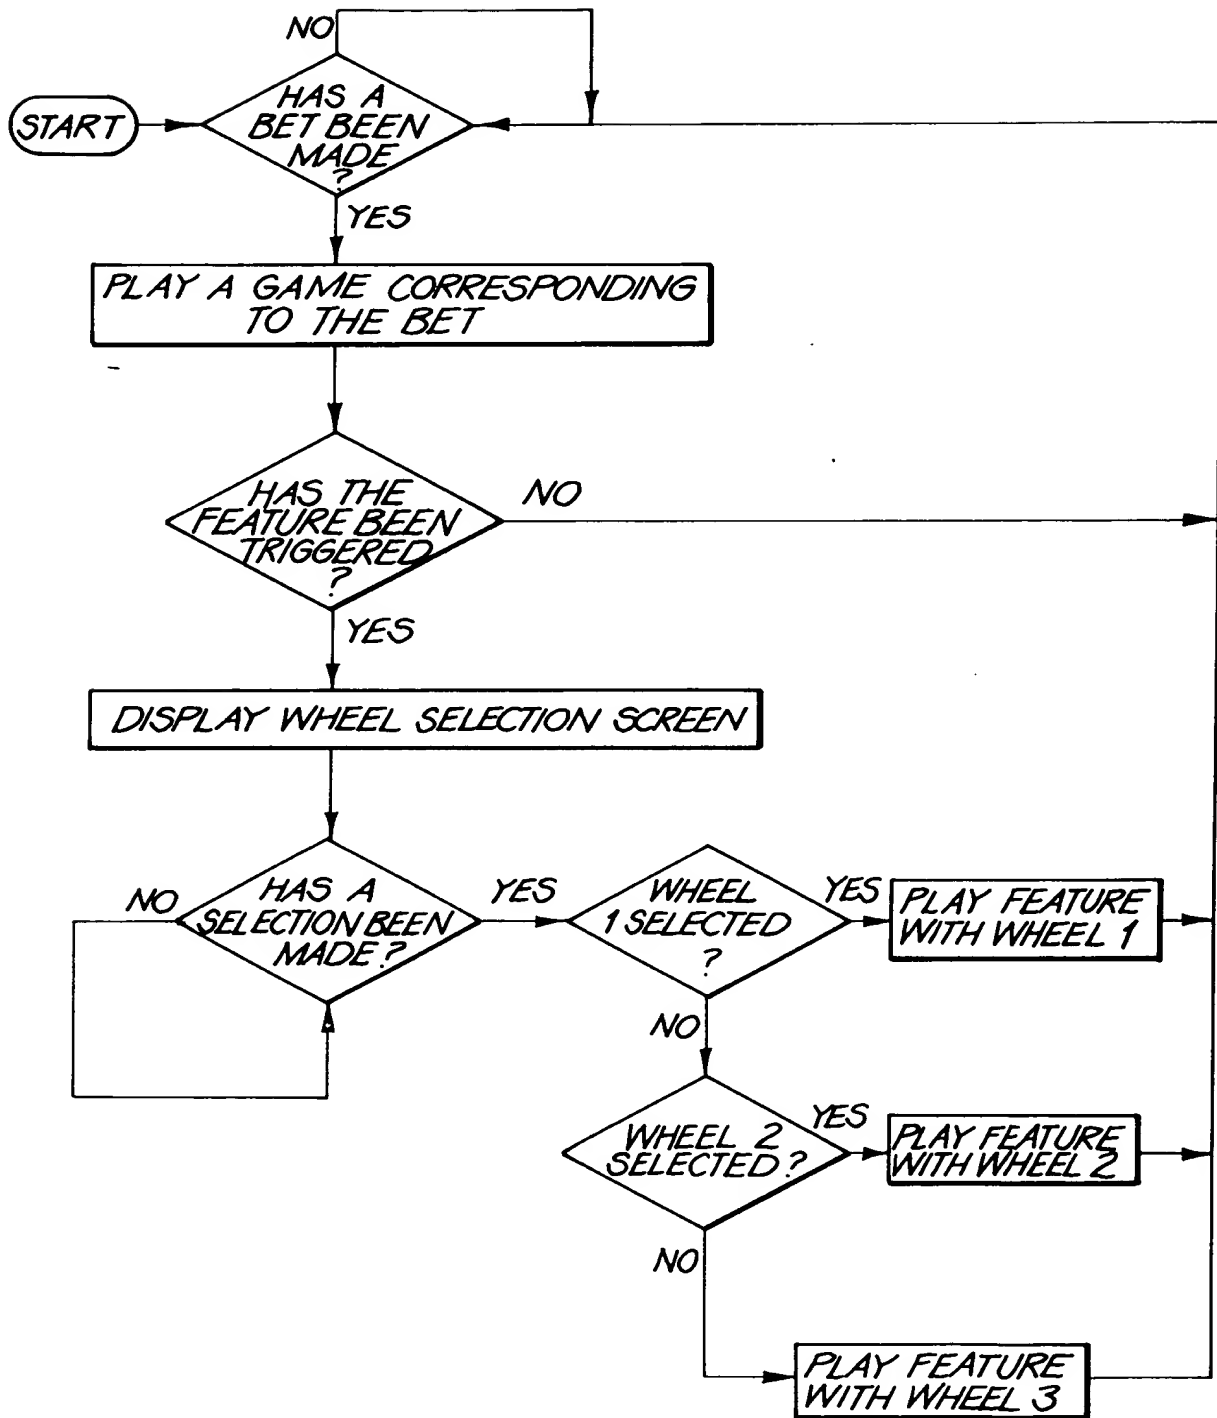 NO
START
HAS A
BET BEEN
MADE
?
YES
PLAY A GAME CORRESPONDING
TO THE BET
HAS THE
FEATURE BEEN
TRIGGERED
?
NO
YES
DISPLAY WHEEL SELECTION SCREEN
NO
HAS A
SELECTION BEEN
MADE?
YES
WHEEL
1 SELECTED
?
YES
PLAY FEATURE
WITH WHEEL 1
NO
WHEEL 2
SELECTED?
YES
PLAY FEATURE
WITH WHEEL 2
NO
PLAY FEATURE
WITH WHEEL 3